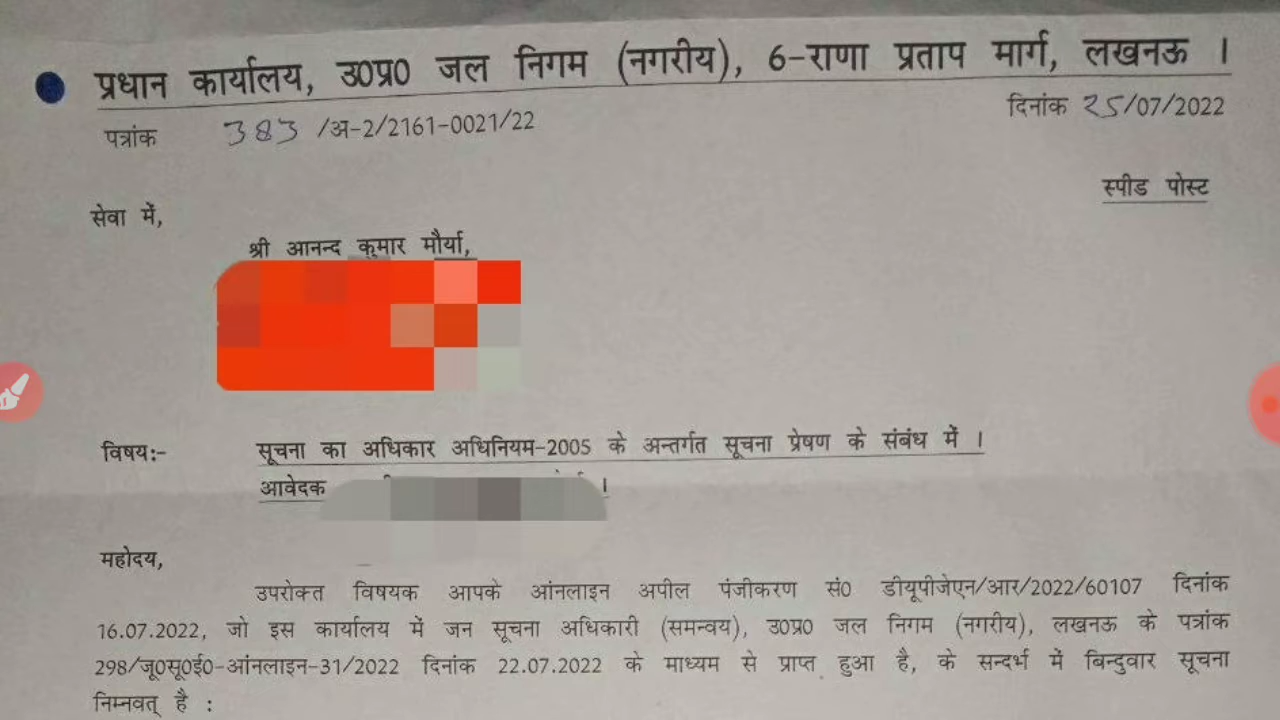 प्रधान कार्यालय, उ0प्र0 जल निगम (नगरीय), 6-राणा प्रताप मार्ग, लखनऊ ।
पत्रांक 383 /अ-2/2161-0021/22 दिनांक 25/07/2022
स्पीड पोस्ट
सेवा में,
श्री आनन्द कुमार मौर्या,
विषय:- सूचना का अधिकार अधिनियम-2005 के अन्तर्गत सूचना प्रेषण के संबंध में ।
आवेदक ।
महोदय,
उपरोक्त विषयक आपके ऑनलाइन अपील पंजीकरण सं0 डीयूपीजेएन/आर/2022/60107 दिनांक
16.07.2022, जो इस कार्यालय में जन सूचना अधिकारी (समन्वय), उ0प्र0 जल निगम (नगरीय), लखनऊ के पत्रांक
298/जू0सू0ई0-ऑनलाइन-31/2022 दिनांक 22.07.2022 के माध्यम से प्राप्त हुआ है, के सन्दर्भ में बिन्दुवार सूचना
निम्नवत् है :